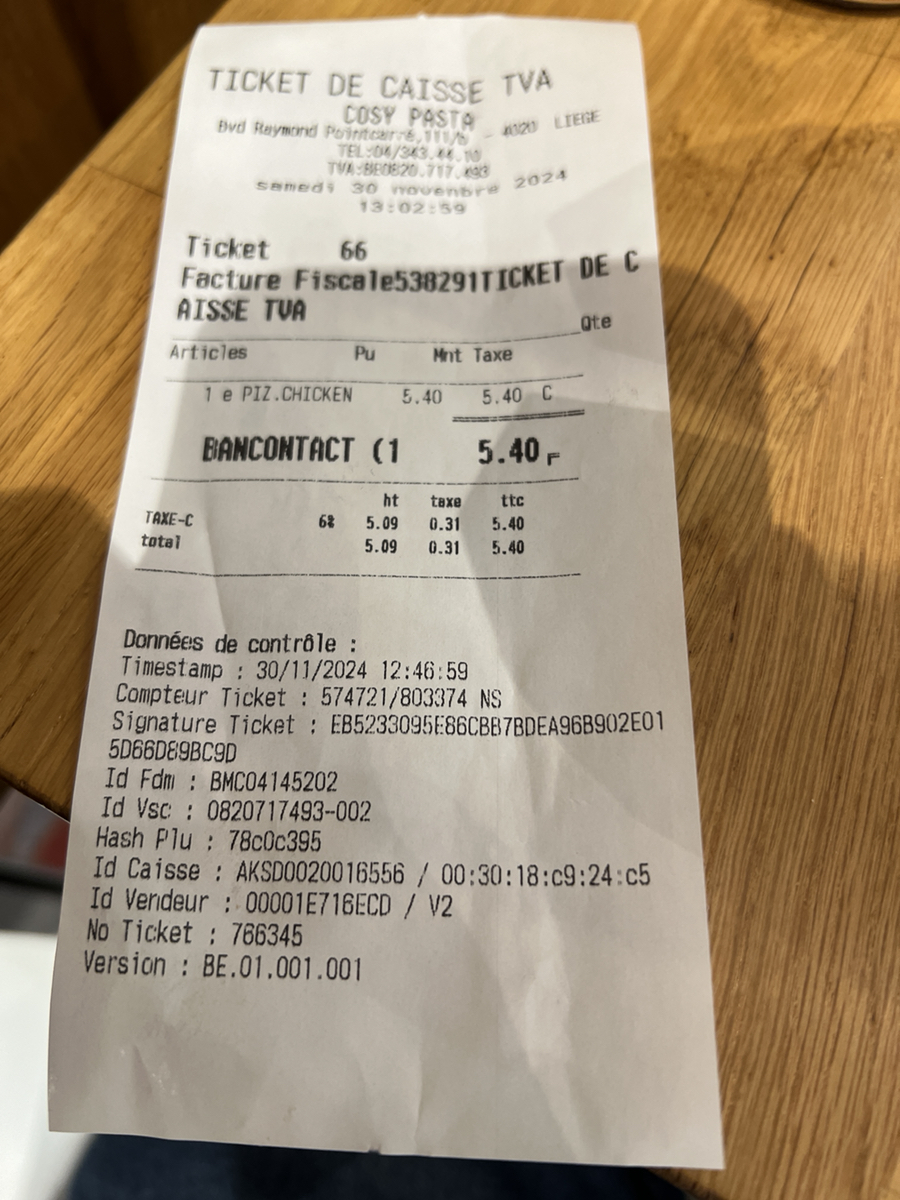 TICKET DE CAISSE TVA
COSY PASTA
Bvd Raymond Pointcarré,111/b - 4020 LIEGE
TEL:04/343.44.10
TVA:BE0820.717.493
samedi 30 novenbre 2024
13:02:59
Ticket 66
Facture Fiscale538291TICKET DE C
AISSE TVA
Qte
Articles Pu Mnt Taxe
1 e PIZ.CHICKEN 5.40 5.40 C
BANCONTACT (1 5.40 F
ht taxe ttc
TAXE-C 6% 5.09 0.31 5.40
total 5.09 0.31 5.40
Données de contrôle :
Timestamp : 30/11/2024 12:46:59
Compteur Ticket : 574721/803374 NS
Signature Ticket : EB5233095E86CBB7BDEA96B902E01
5D66D89BC9D
Id Fdm : BMC04145202
Id Vsc : 0820717493-002
Hash Plu : 78c0c395
Id Caisse : AKSD0020016556 / 00:30:18:c9:24:c5
Id Vendeur : 00001E716ECD / V2
No Ticket : 766345
Version : BE.01.001.001